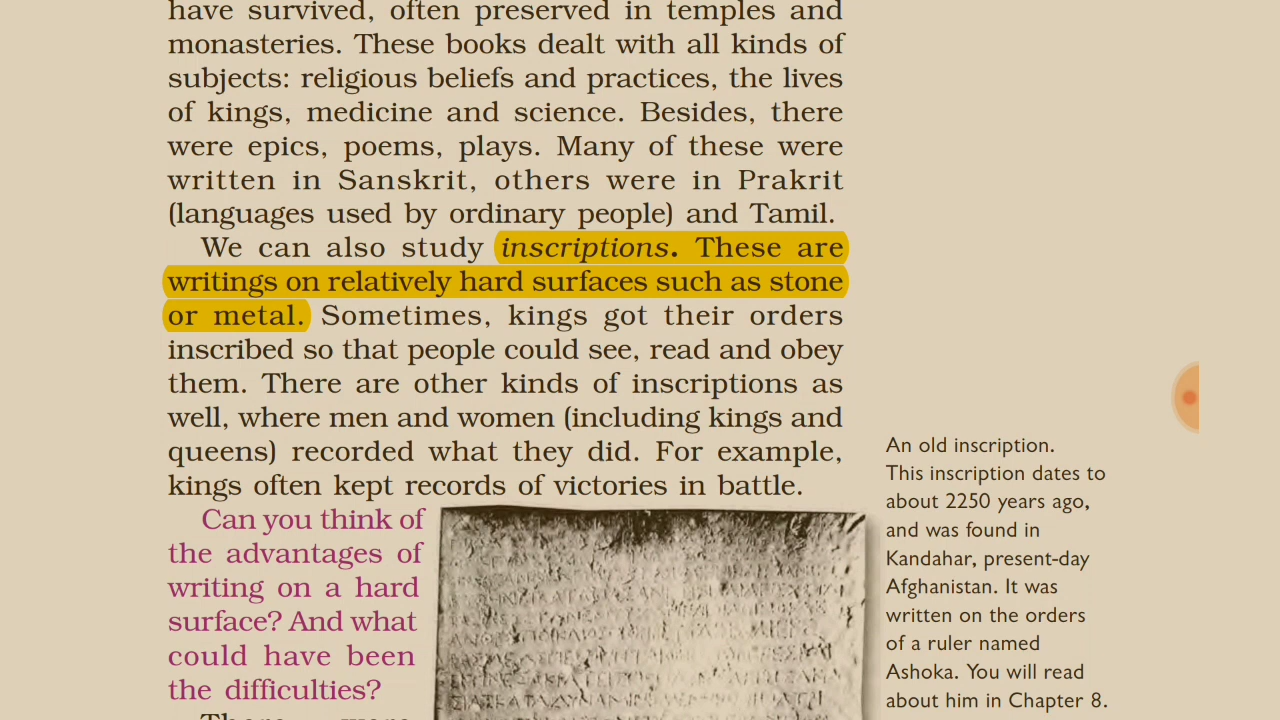 have survived, often preserved in temples and
monasteries. These books dealt with all kinds of
subjects: religious beliefs and practices, the lives
of kings, medicine and science. Besides, there
were epics, poems, plays. Many of these were
written in Sanskrit, others were in Prakrit
(languages used by ordinary people) and Tamil.
We can also study inscriptions. These are
writings on relatively hard surfaces such as stone
or metal. Sometimes, kings got their orders
inscribed so that people could see, read and obey
them. There are other kinds of inscriptions as
well, where men and women (including kings and
queens) recorded what they did. For example,
kings often kept records of victories in battle.
Can you think of
the advantages of
writing on a hard
surface? And what
could have been
the difficulties?
An old inscription.
This inscription dates to
about 2250 years ago,
and was found in
Kandahar, present-day
Afghanistan. It was
written on the orders
of a ruler named
Ashoka. You will read
about him in Chapter 8.